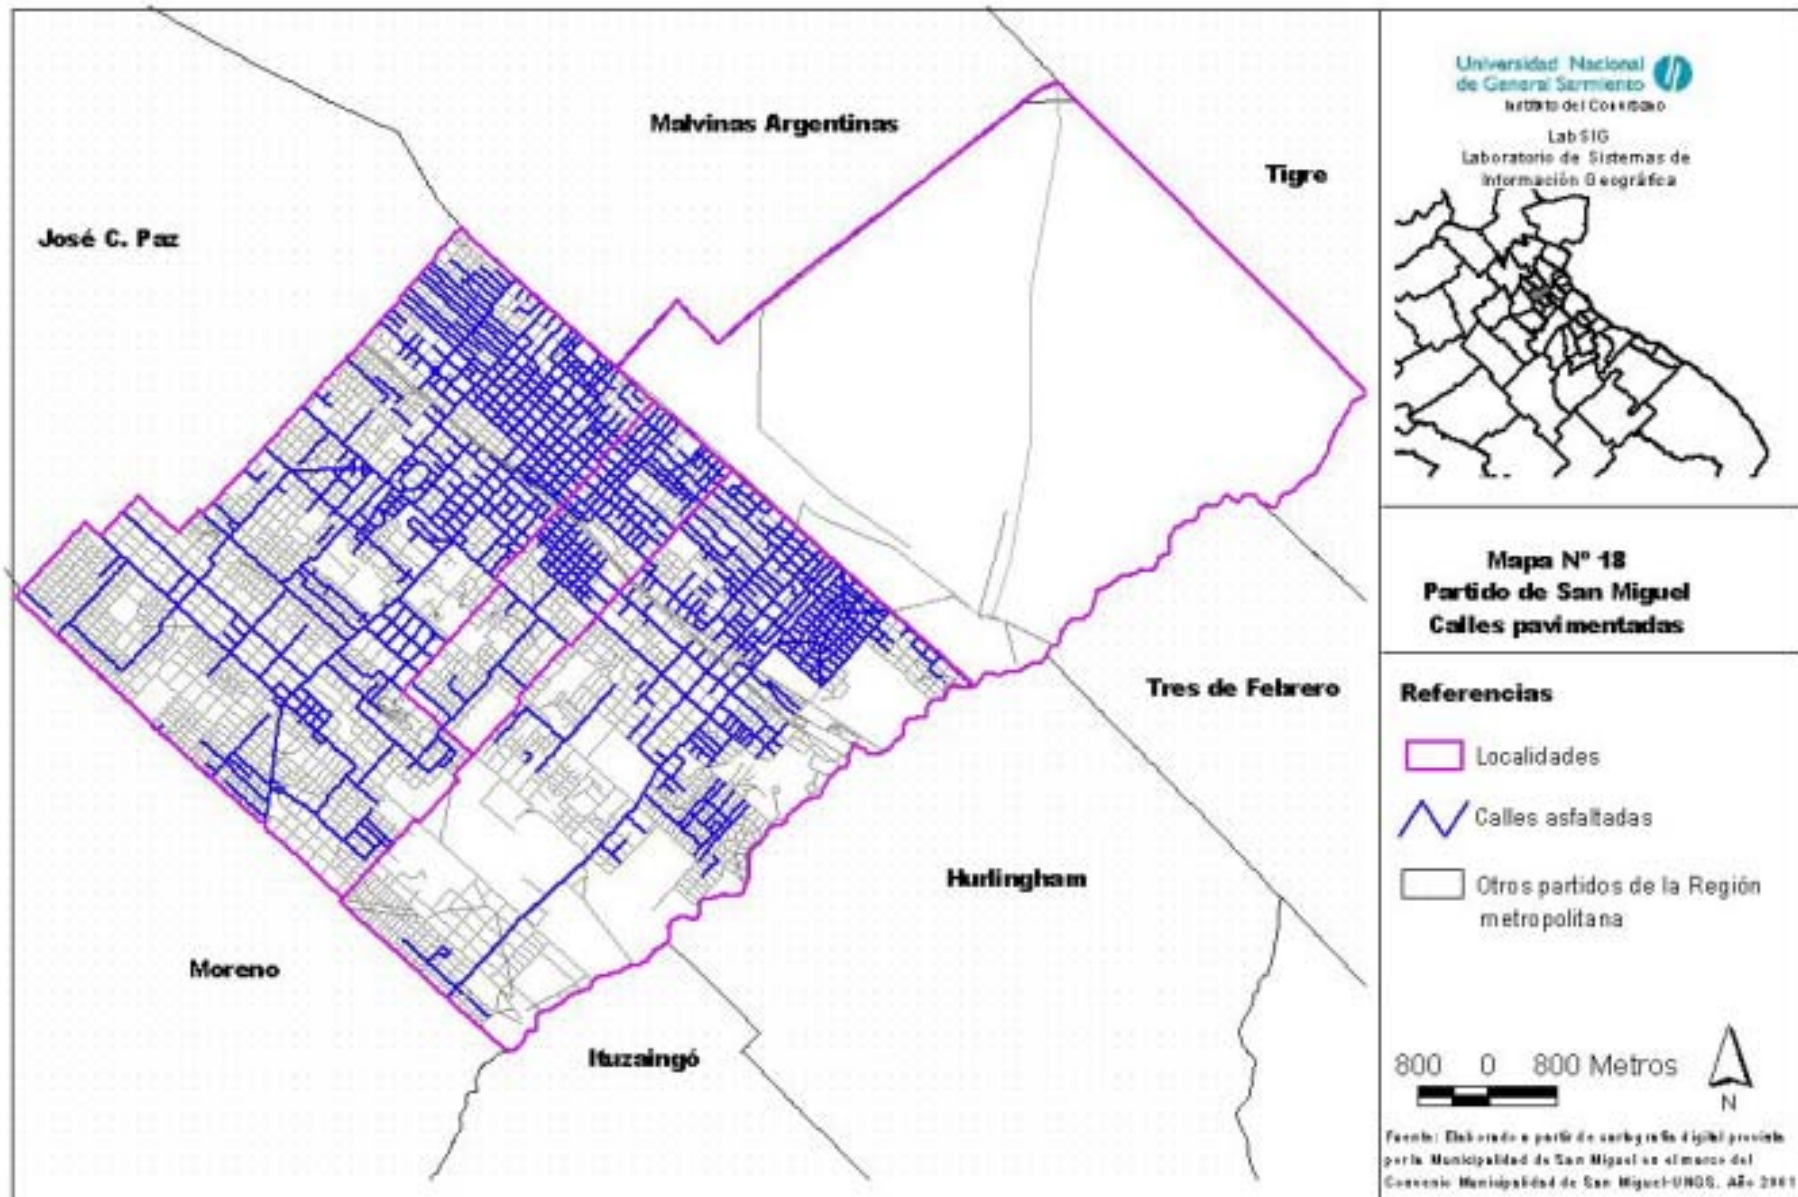 Malvinas Argentinas
Tigre
José C. Paz
Tres de Febrero
Hurlingham
Moreno
Ituzaingó
Universidad Nacional
de General Sarmiento
Instituto del Conurbano
Lab SIG
Laboratorio de Sistemas de
Información Geográfica
Mapa Nº 18
Partido de San Miguel
Calles pavimentadas
Referencias
Localidades
Calles asfaltadas
Otros partidos de la Región
metropolitana
800 0 800 Metros
N
Fuente: Elaborado a partir de cartografía digital provista
por la Municipalidad de San Miguel en el marco del
Convenio Municipalidad de San Miguel-UNGS. Año 2001